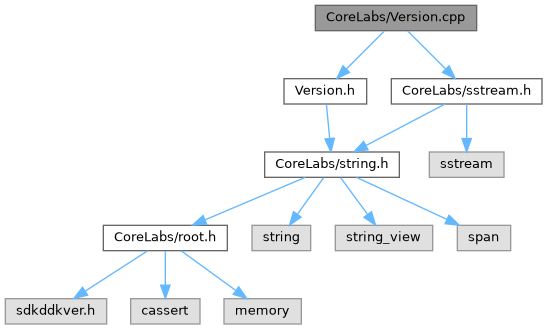 CoreLabs/Version.cpp
Version.h
CoreLabs/sstream.h
CoreLabs/string.h
sstream
CoreLabs/root.h
string
string_view
span
sdkddkver.h
cassert
memory